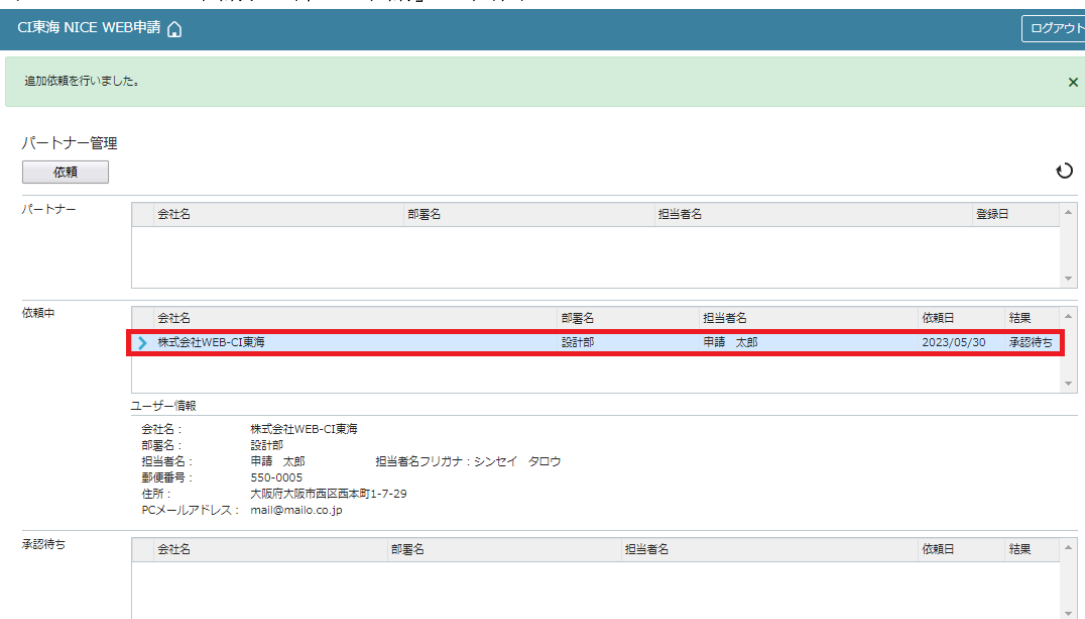 CI東海 NICE WEB申請
ログアウト
追加依頼を行いました。
×
パートナー管理
依頼
パートナー
会社名 部署名 担当者名 登録日
依頼中
会社名 部署名 担当者名 依頼日 結果
株式会社WEB-CI東海 設計部 申請 太郎 2023/05/30 承認待ち
ユーザー情報
会社名： 株式会社WEB-CI東海
部署名： 設計部
担当者名： 申請 太郎 担当者名フリガナ：シンセイ タロウ
郵便番号： 550-0005
住所： 大阪府大阪市西区西本町1-7-29
PCメールアドレス： mail@mailo.co.jp
承認待ち
会社名 部署名 担当者名 依頼日 結果